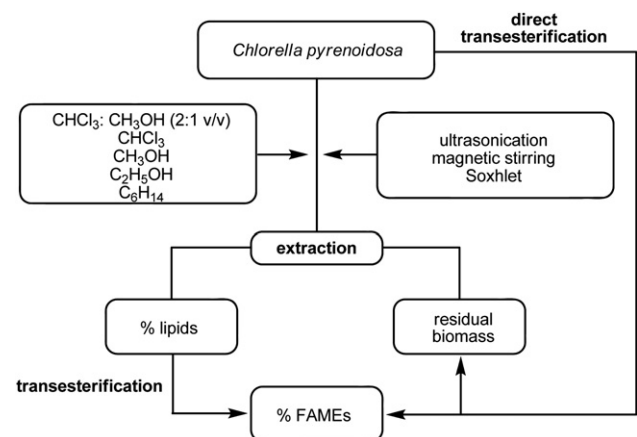 direct
transesterification
Chlorella pyrenoidosa
CHCl₃: CH₃OH (2:1 v/v)
CHCl₃
CH₃OH
C₂H₅OH
C₆H₁₄
ultrasonication
magnetic stirring
Soxhlet
extraction
% lipids
residual
biomass
transesterification
% FAMEs